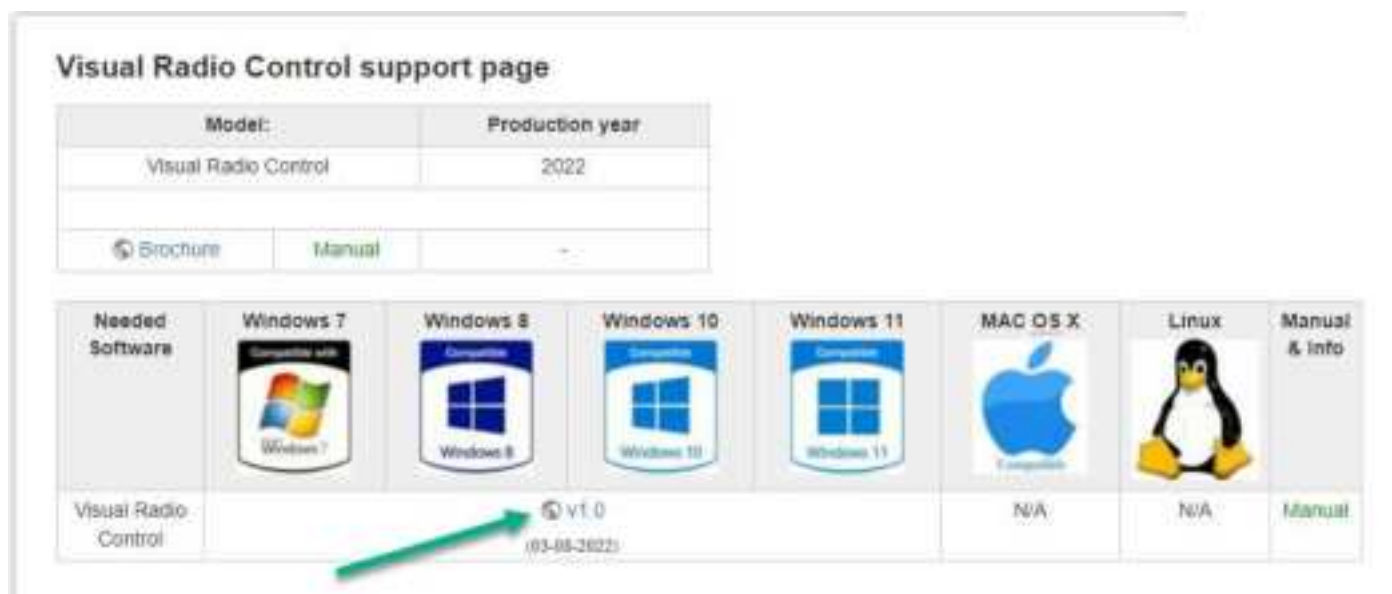 Visual Radio Control support page
Model:
Production year
Visual Radio Control
2022
Brochure
Manual
-
Needed
Software
Windows 7
Windows 8
Windows 10
Windows 11
MAC OS X
Linux
Manual
& Info
Compatible with
Compatible
Compatible
Compatible
Windows 7
Windows 8
Windows 10
Windows 11
Compatible
Visual Radio
Control
v1.0
(03-08-2022)
N/A
N/A
Manual